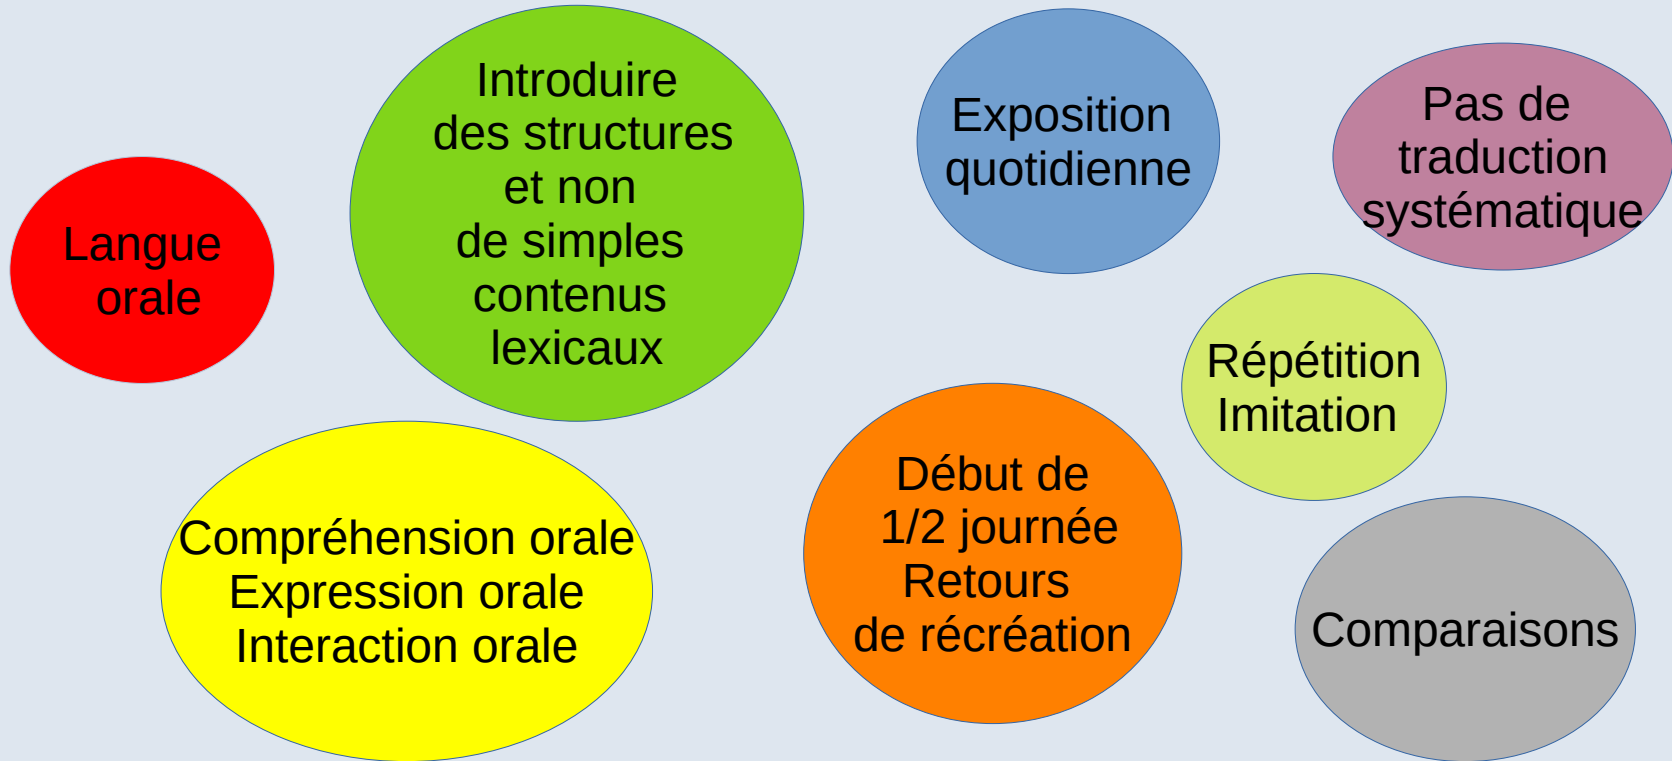 Langue
orale
Introduire
des structures
et non
de simples
contenus
lexicaux
Exposition
quotidienne
Pas de
traduction
systématique
Répétition
Imitation
Compréhension orale
Expression orale
Interaction orale
Début de
1/2 journée
Retours
de récréation
Comparaisons